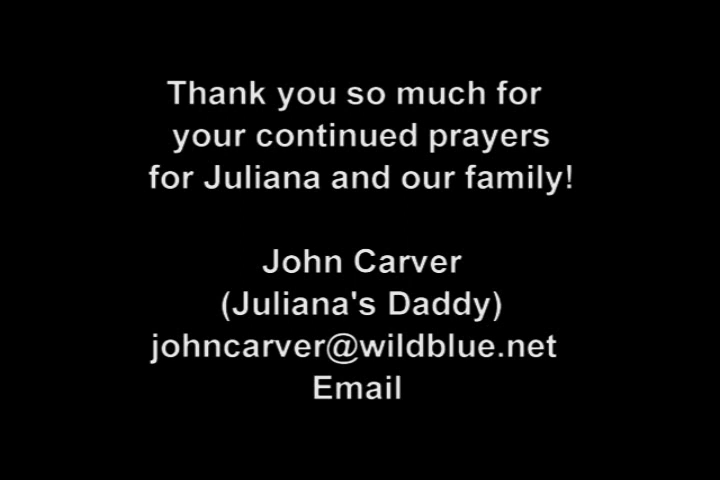 Thank you so much for
your continued prayers
for Juliana and our family!
John Carver
(Juliana's Daddy)
johncarver@wildblue.net
Email